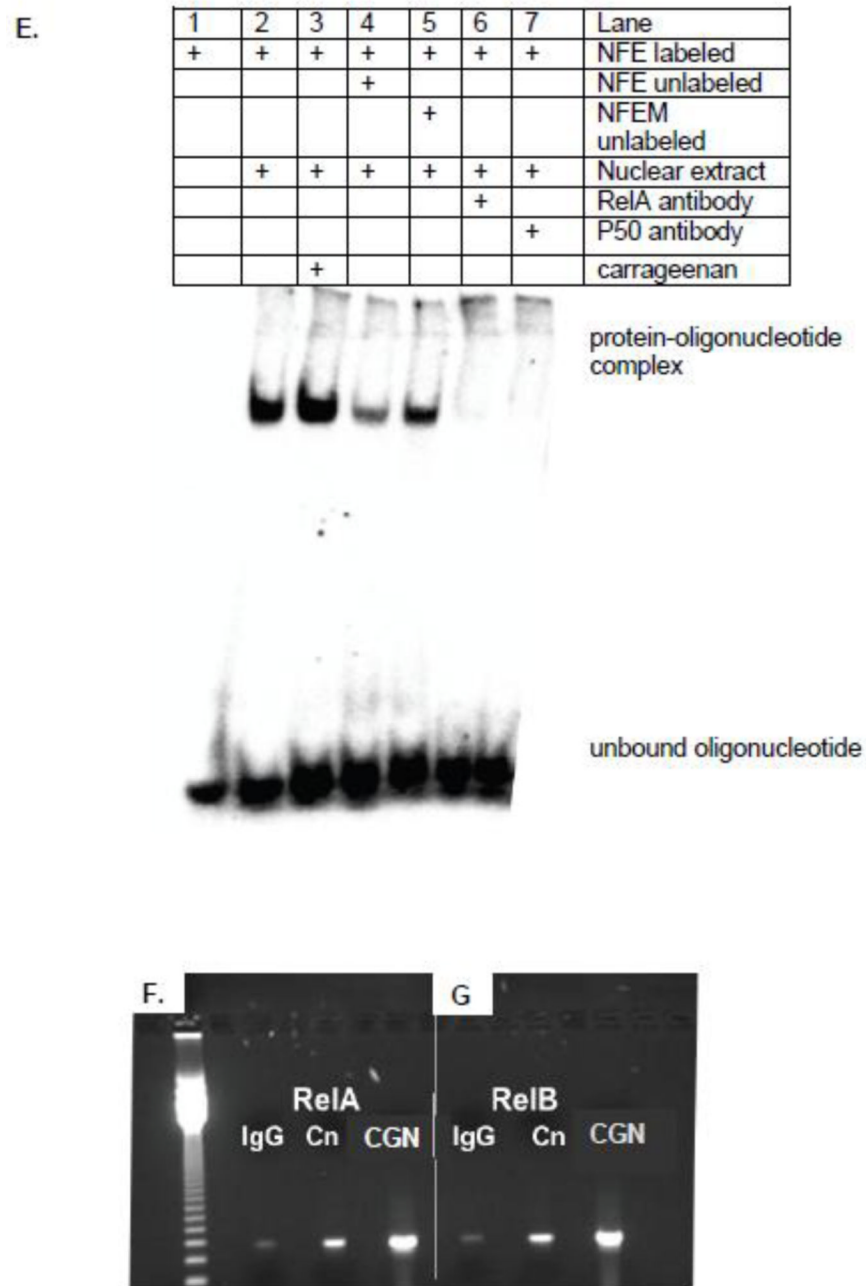 E.
1 2 3 4 5 6 7 Lane
+ + + + + + + NFE labeled
+ NFE unlabeled
+ NFEM
unlabeled
+ + + + + + Nuclear extract
+ RelA antibody
+ P50 antibody
+ carrageenan
protein-oligonucleotide
complex
unbound oligonucleotide
F. G
RelA RelB
IgG Cn CGN IgG Cn CGN